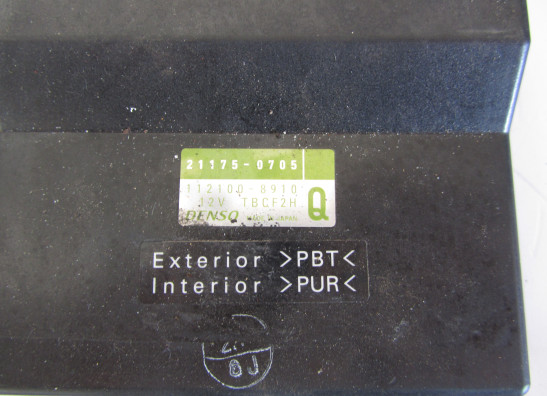 21175-0705
112100-8910
12V TBCF2H
DENSO
Q
Exterior >PBT<
Interior >PUR<